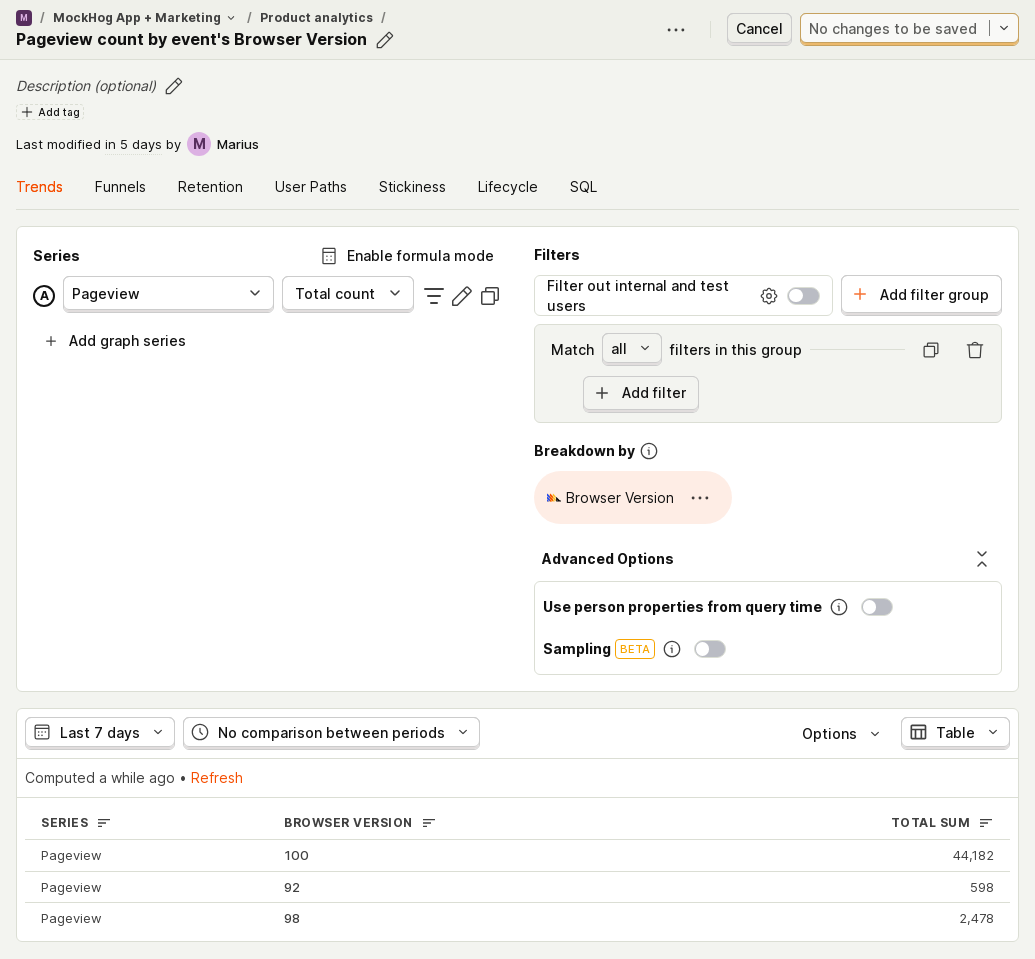 M / MockHog App + Marketing / Product analytics /
Pageview count by event's Browser Version
Cancel
No changes to be saved
Description (optional)
Add tag
Last modified in 5 days by M Marius
Trends Funnels Retention User Paths Stickiness Lifecycle SQL
Series
Enable formula mode
A Pageview Total count
Add graph series
Filters
Filter out internal and test
users
Add filter group
Match all filters in this group
Add filter
Breakdown by
Browser Version
Advanced Options
Use person properties from query time
Sampling BETA
Last 7 days No comparison between periods Options Table
Computed a while ago • Refresh
SERIES BROWSER VERSION TOTAL SUM
Pageview 100 44,182
Pageview 92 598
Pageview 98 2,478